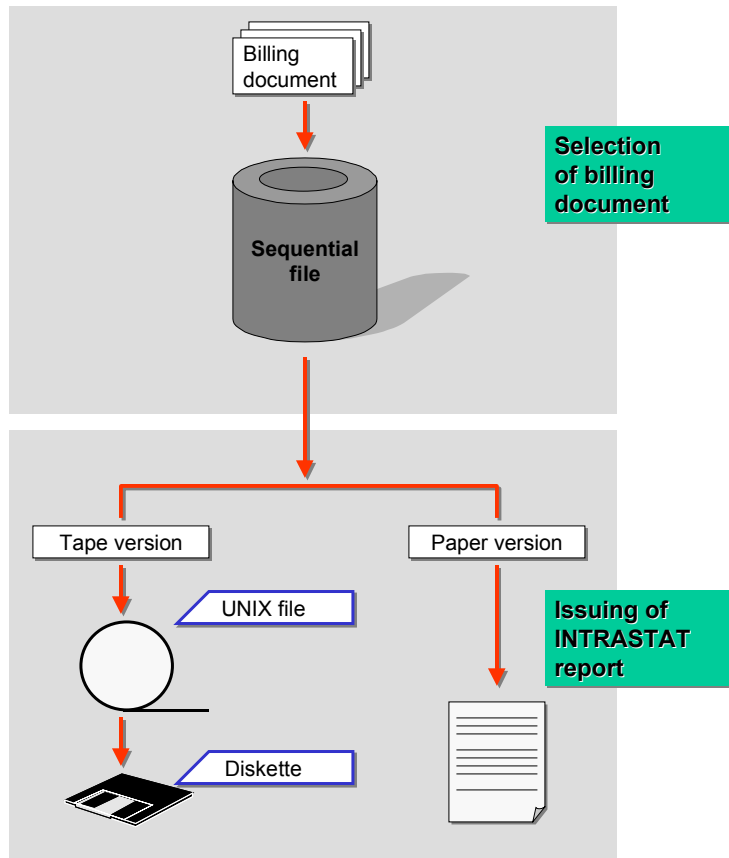 Billing
document
Selection
of billing
document
Sequential
file
Tape version
Paper version
UNIX file
Issuing of
INTRASTAT
report
Diskette